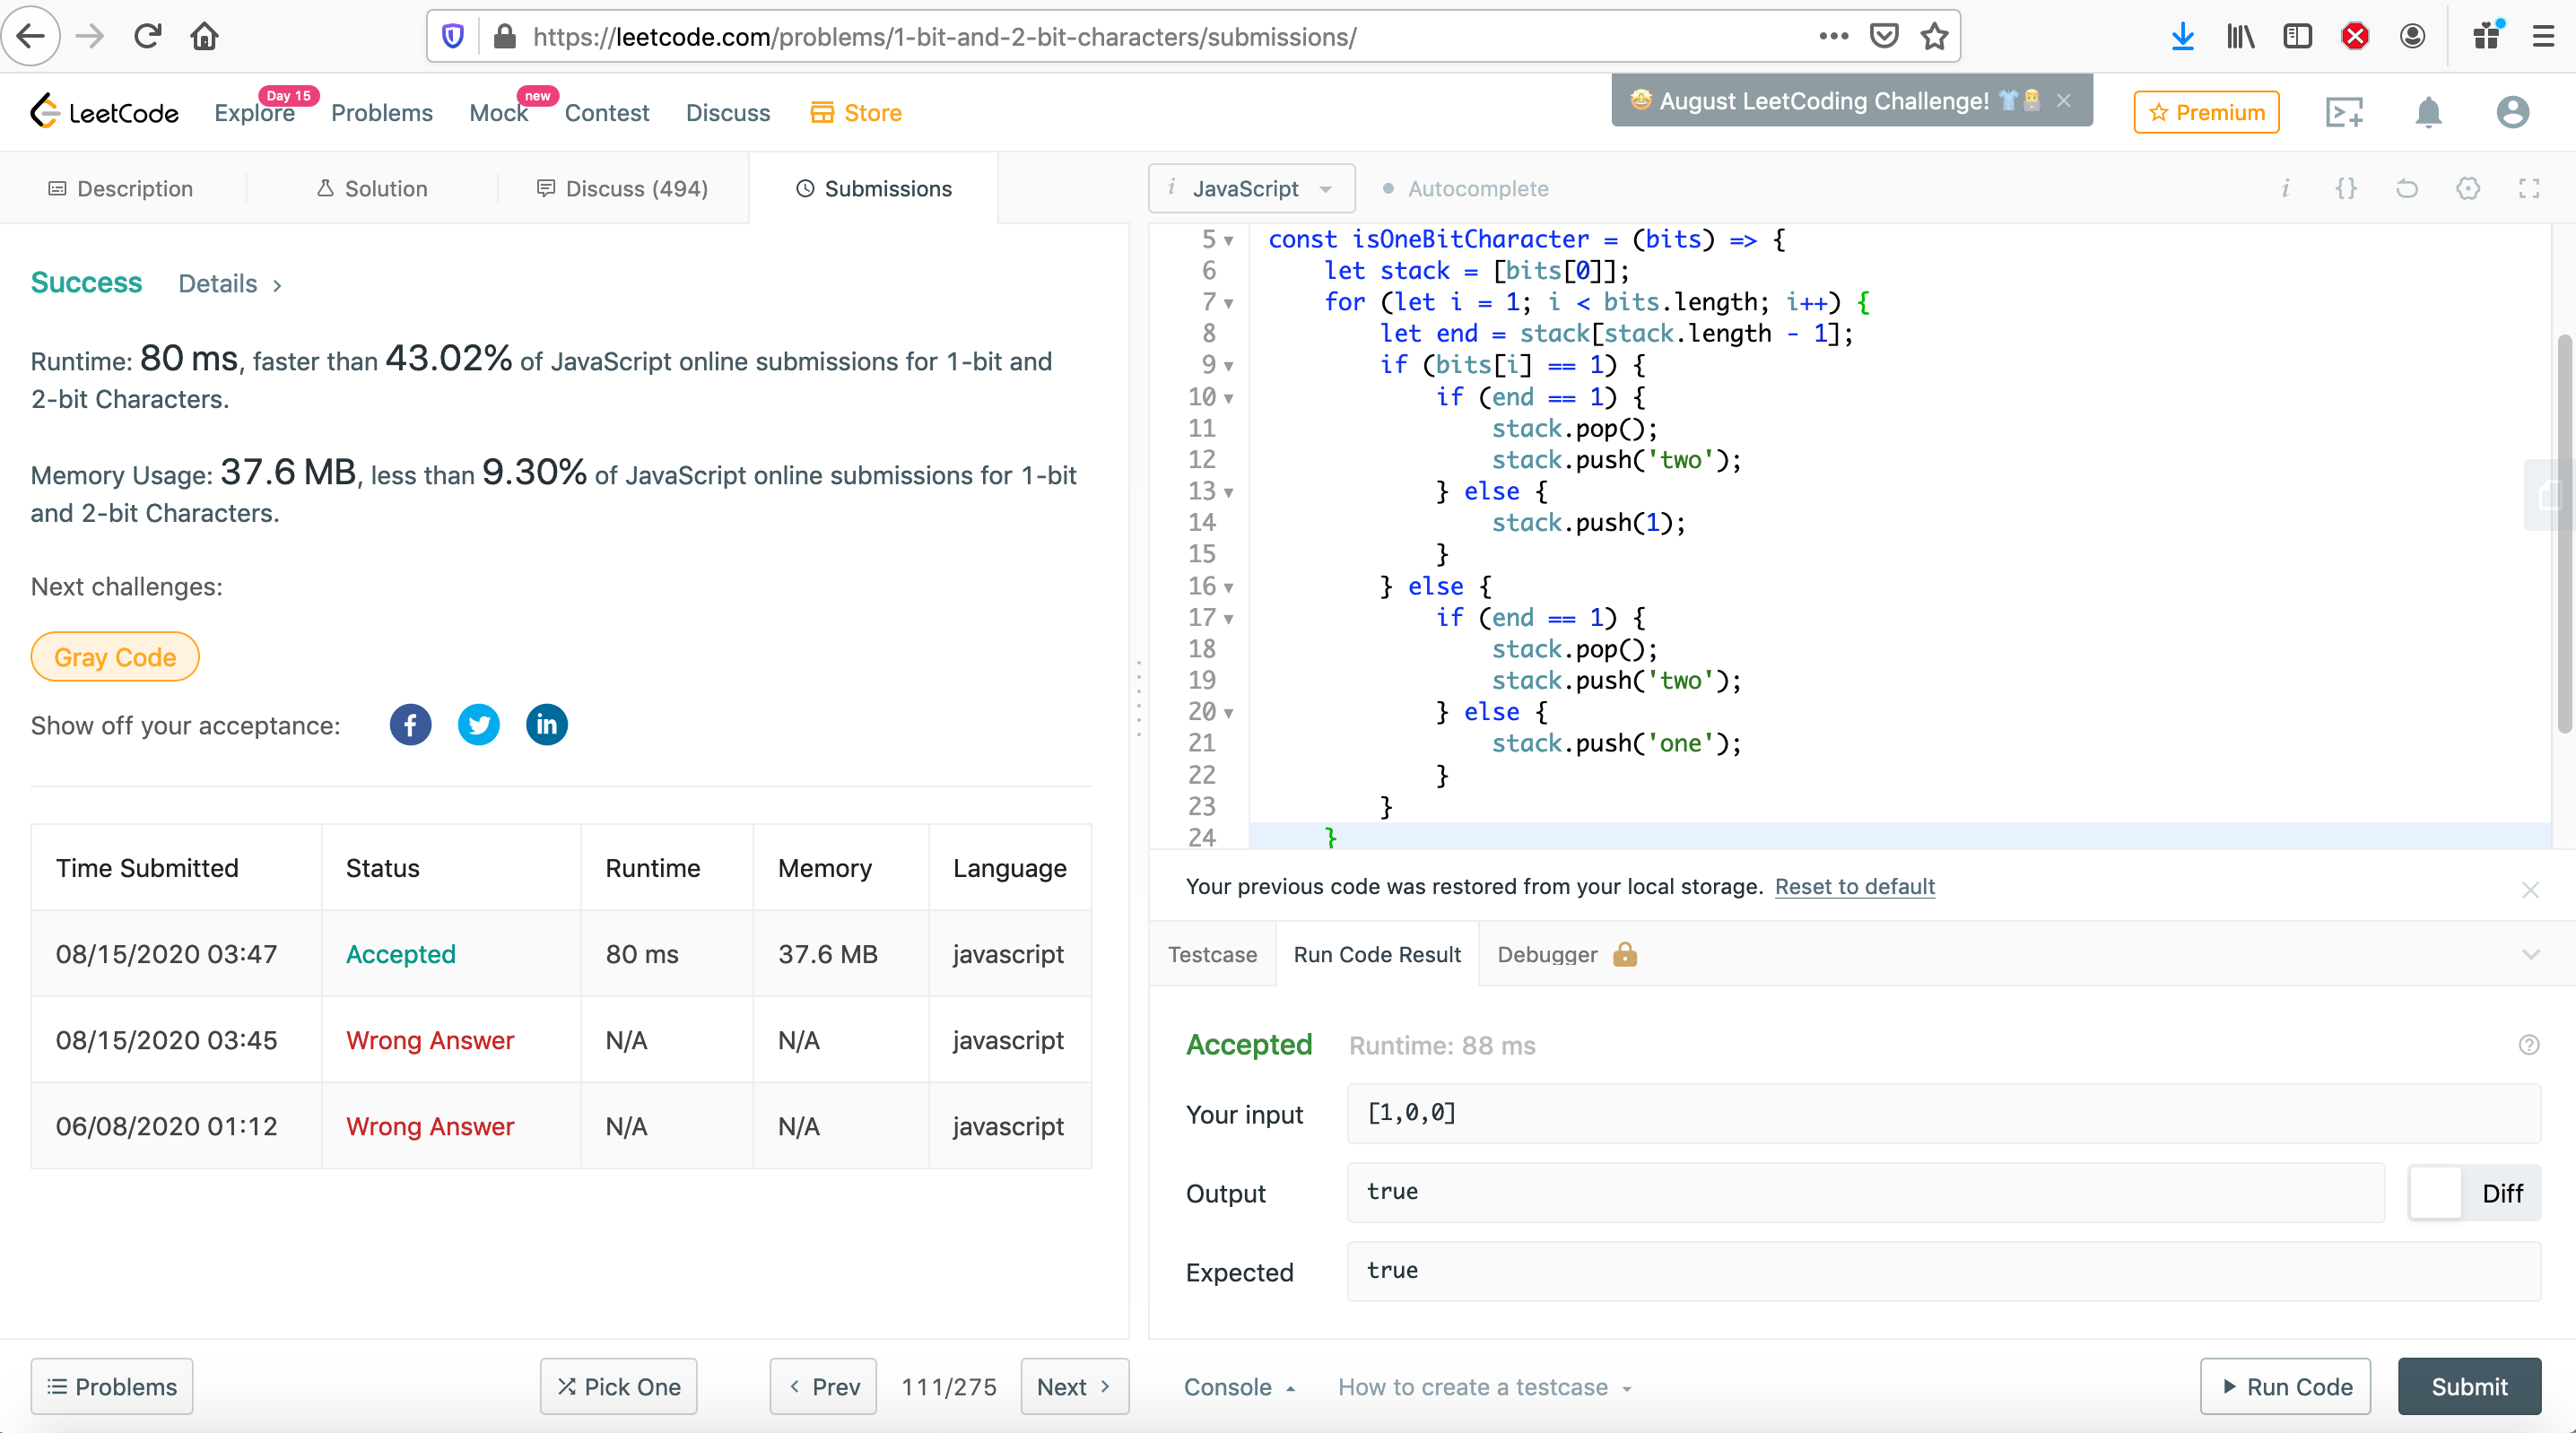 https://leetcode.com/problems/1-bit-and-2-bit-characters/submissions/
LeetCode
Explore
Day 15
Problems
Mock
new
Contest
Discuss
Store
August LeetCoding Challenge!
Premium
Description
Solution
Discuss (494)
Submissions
Success
Details
Runtime: 80 ms, faster than 43.02% of JavaScript online submissions for 1-bit and
2-bit Characters.
Memory Usage: 37.6 MB, less than 9.30% of JavaScript online submissions for 1-bit
and 2-bit Characters.
Next challenges:
Gray Code
Show off your acceptance:
Time Submitted Status Runtime Memory Language
08/15/2020 03:47 Accepted 80 ms 37.6 MB javascript
08/15/2020 03:45 Wrong Answer N/A N/A javascript
06/08/2020 01:12 Wrong Answer N/A N/A javascript
Problems
Pick One
Prev
111/275
Next
i JavaScript
Autocomplete
i {}
5 const isOneBitCharacter = (bits) => {
6 let stack = [bits[0]];
7 for (let i = 1; i < bits.length; i++) {
8 let end = stack[stack.length - 1];
9 if (bits[i] == 1) {
10 if (end == 1) {
11 stack.pop();
12 stack.push('two');
13 } else {
14 stack.push(1);
15 }
16 } else {
17 if (end == 1) {
18 stack.pop();
19 stack.push('two');
20 } else {
21 stack.push('one');
22 }
23 }
24 }
Your previous code was restored from your local storage. Reset to default
Testcase
Run Code Result
Debugger
Accepted Runtime: 88 ms
Your input [1,0,0]
Output true
Diff
Expected true
Console
How to create a testcase
Run Code
Submit